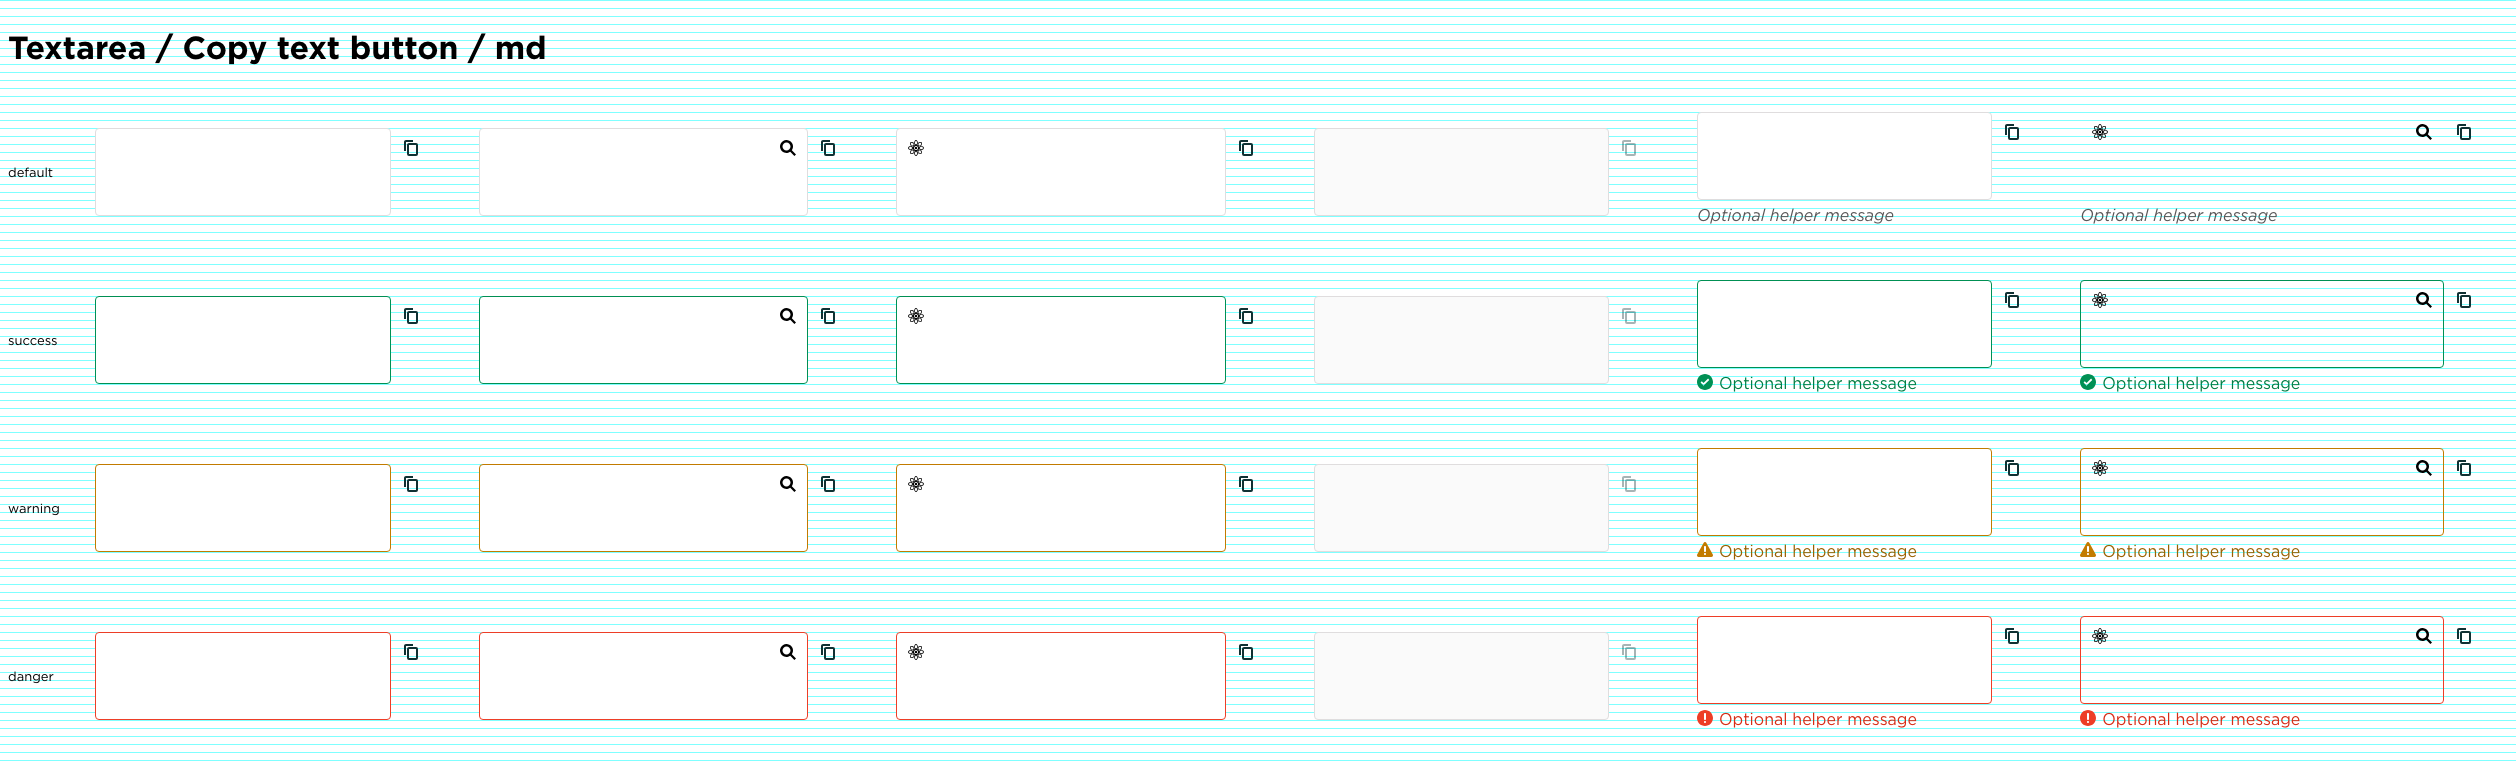 Textarea / Copy text button / md
default
Optional helper message
Optional helper message
success
Optional helper message
Optional helper message
warning
Optional helper message
Optional helper message
danger
Optional helper message
Optional helper message